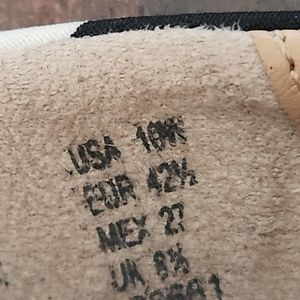 USA 10W
EUR 42½
MEX 27
UK 8½